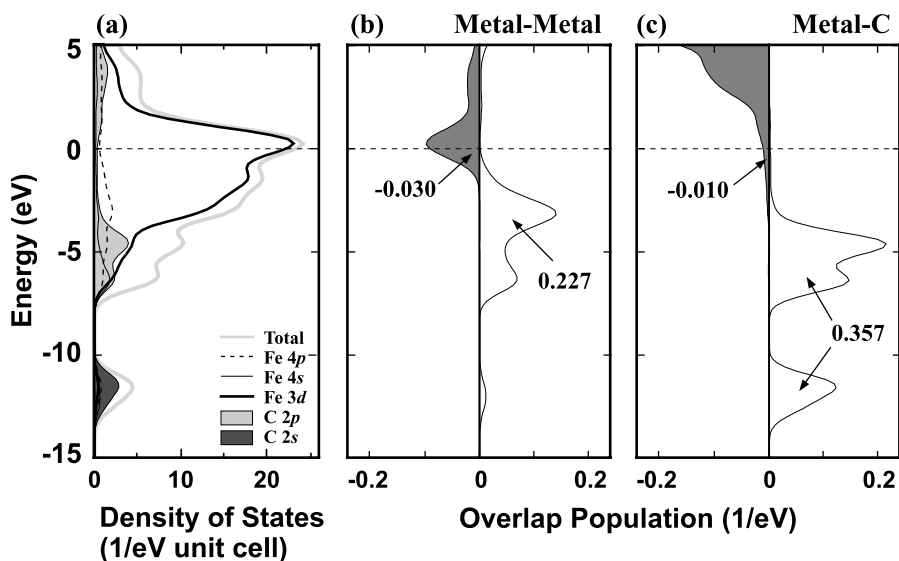 (a)
(b) Metal-Metal
(c) Metal-C
5
0
-5
-10
-15
Energy (eV)
Total
Fe 4p
Fe 4s
Fe 3d
C 2p
C 2s
0 10 20
Density of States
(1/eV unit cell)
-0.030
0.227
-0.2 0 0.2
-0.010
0.357
-0.2 0 0.2
Overlap Population (1/eV)